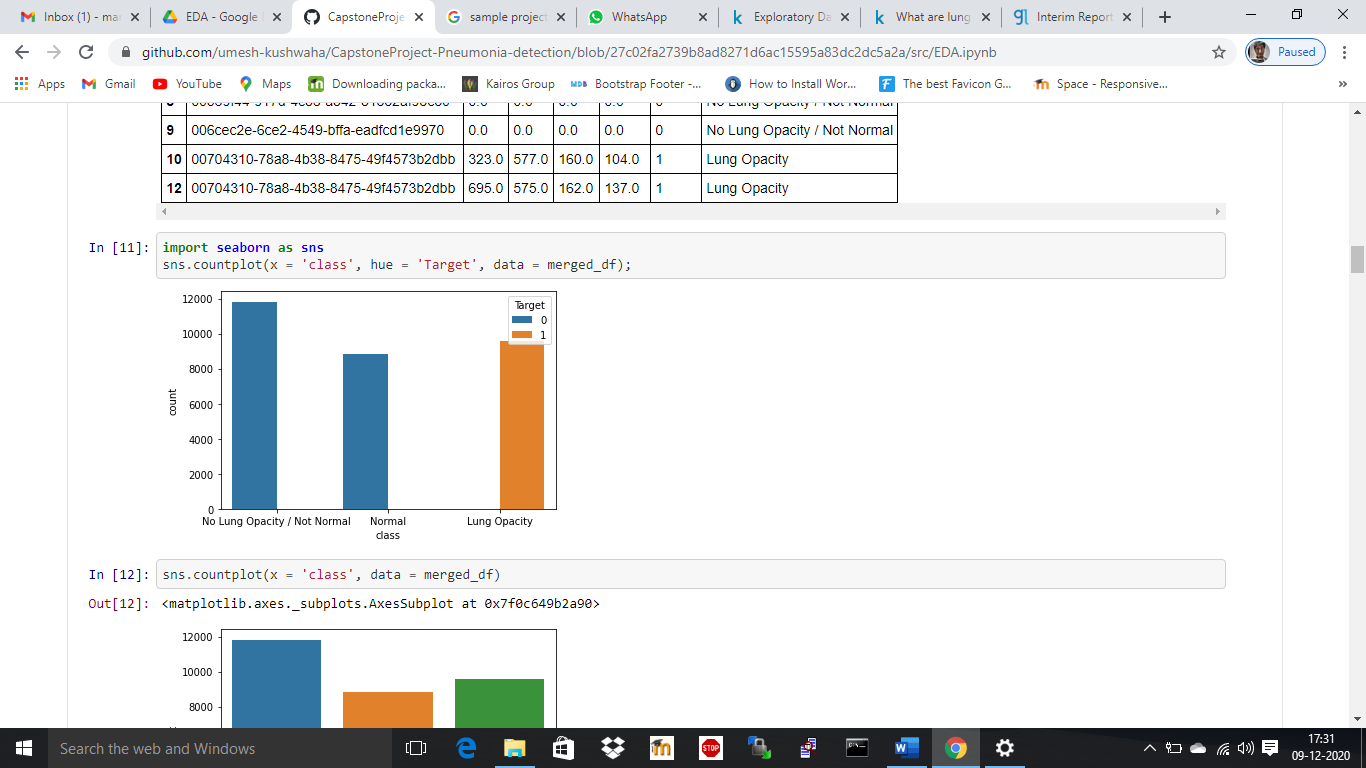 Inbox (1) - mar
EDA - Google
CapstoneProje
sample project
WhatsApp
Exploratory Da
What are lung
Interim Report
github.com/umesh-kushwaha/CapstoneProject-Pneumonia-detection/blob/27c02fa2739b8ad8271d6ac15595a83dc2dc5a2a/src/EDA.ipynb
Paused
Apps
Gmail
YouTube
Maps
Downloading packa...
Kairos Group
Bootstrap Footer -...
How to Install Wor...
The best Favicon G...
Space - Responsive...
»
9 006cec2e-6ce2-4549-bffa-eadfcd1e9970 0.0 0.0 0.0 0.0 0 No Lung Opacity / Not Normal
10 00704310-78a8-4b38-8475-49f4573b2dbb 323.0 577.0 160.0 104.0 1 Lung Opacity
12 00704310-78a8-4b38-8475-49f4573b2dbb 695.0 575.0 162.0 137.0 1 Lung Opacity
In [11]: import seaborn as sns
sns.countplot(x = 'class', hue = 'Target', data = merged_df);
12000
10000
8000
6000
4000
2000
0
count
Target
0
1
No Lung Opacity / Not Normal Normal Lung Opacity
class
In [12]: sns.countplot(x = 'class', data = merged_df)
Out[12]: <matplotlib.axes._subplots.AxesSubplot at 0x7f0c649b2a90>
12000
10000
8000
Search the web and Windows
STOP
17:31
09-12-2020